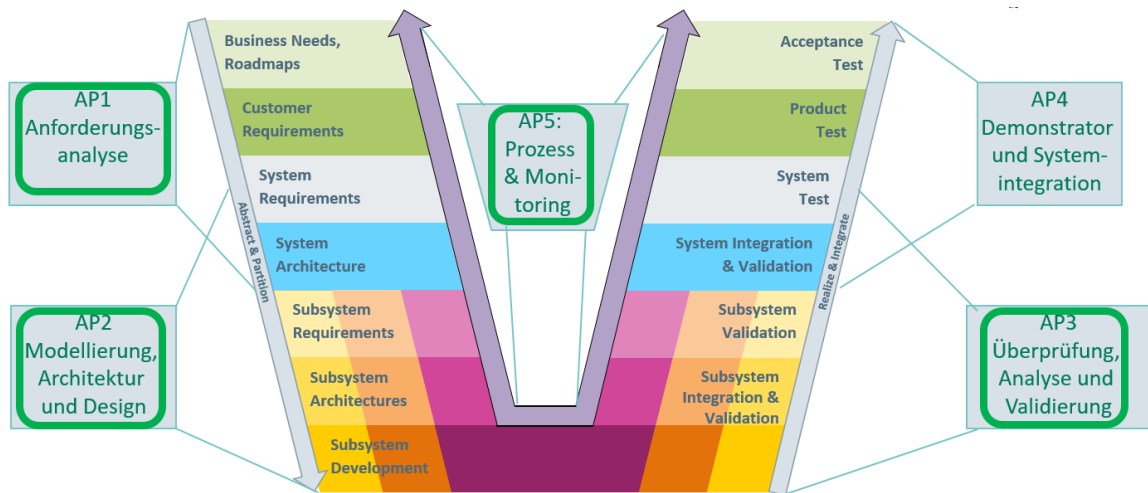 Business Needs,
Roadmaps
Customer
Requirements
System
Requirements
System
Architecture
Subsystem
Requirements
Subsystem
Architectures
Subsystem
Development
Abstract & Partition
AP1
Anforderungs-
analyse
AP2
Modellierung,
Architektur
und Design
AP5:
Prozess
& Moni-
toring
Acceptance
Test
Product
Test
System
Test
System Integration
& Validation
Subsystem
Validation
Subsystem
Integration &
Validation
Realize & Integrate
AP4
Demonstrator
und System-
integration
AP3
Überprüfung,
Analyse und
Validierung